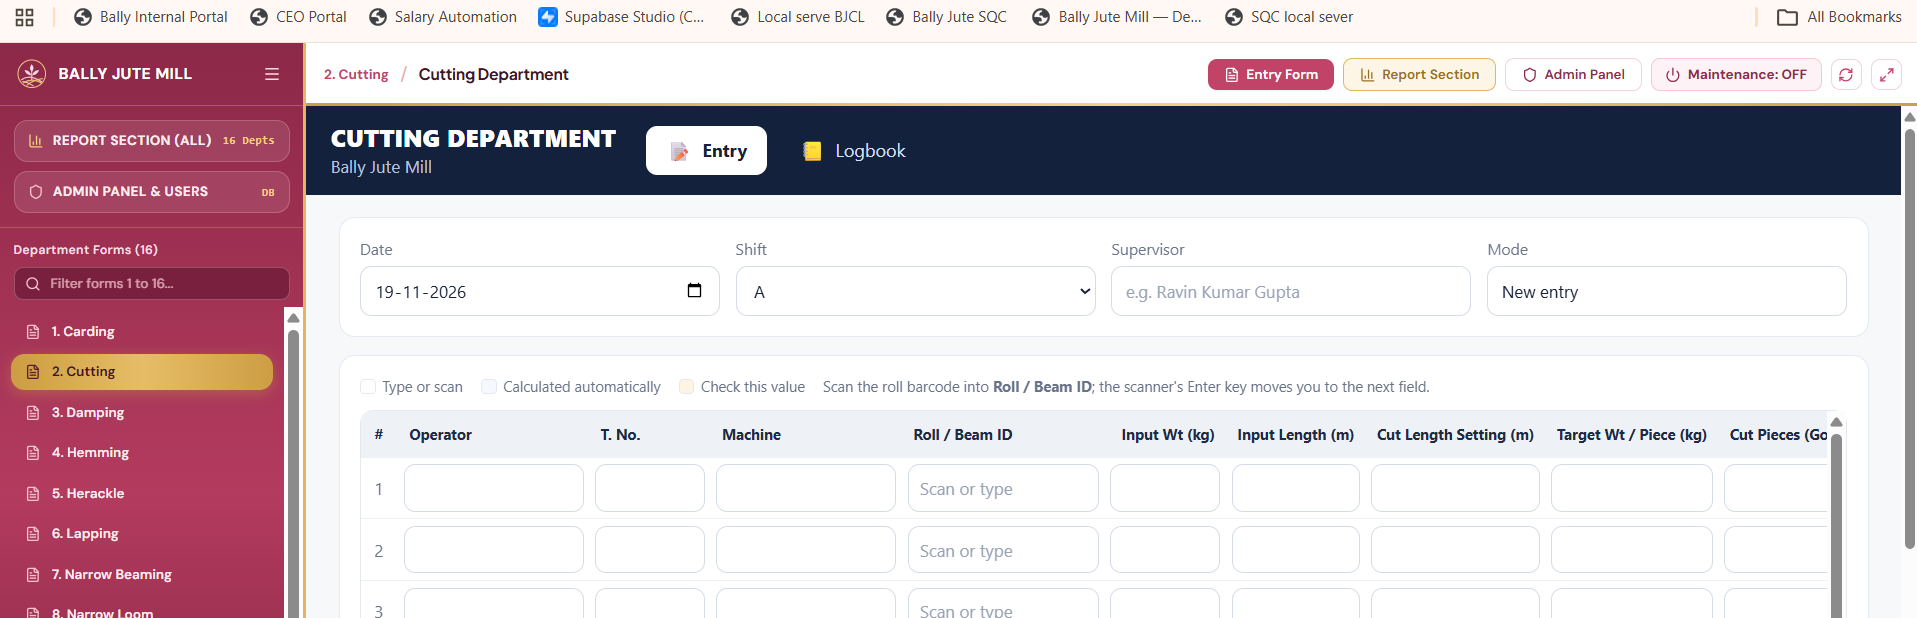 Bally Internal Portal
CEO Portal
Salary Automation
Supabase Studio (C...
Local serve BJCL
Bally Jute SQC
Bally Jute Mill — De...
SQC local sever
All Bookmarks
BALLY JUTE MILL
2. Cutting / Cutting Department
Entry Form
Report Section
Admin Panel
Maintenance: OFF
REPORT SECTION (ALL) 16 Depts
ADMIN PANEL & USERS DB
Department Forms (16)
Filter forms 1 to 16...
1. Carding
2. Cutting
3. Damping
4. Hemming
5. Herackle
6. Lapping
7. Narrow Beaming
8. Narrow Loom
CUTTING DEPARTMENT
Bally Jute Mill
Entry
Logbook
Date
Shift
Supervisor
Mode
19-11-2026
A
e.g. Ravin Kumar Gupta
New entry
Type or scan
Calculated automatically
Check this value
Scan the roll barcode into Roll / Beam ID; the scanner's Enter key moves you to the next field.
# Operator T. No. Machine Roll / Beam ID Input Wt (kg) Input Length (m) Cut Length Setting (m) Target Wt / Piece (kg) Cut Pieces (Go
1 Scan or type
2 Scan or type
3 Scan or type